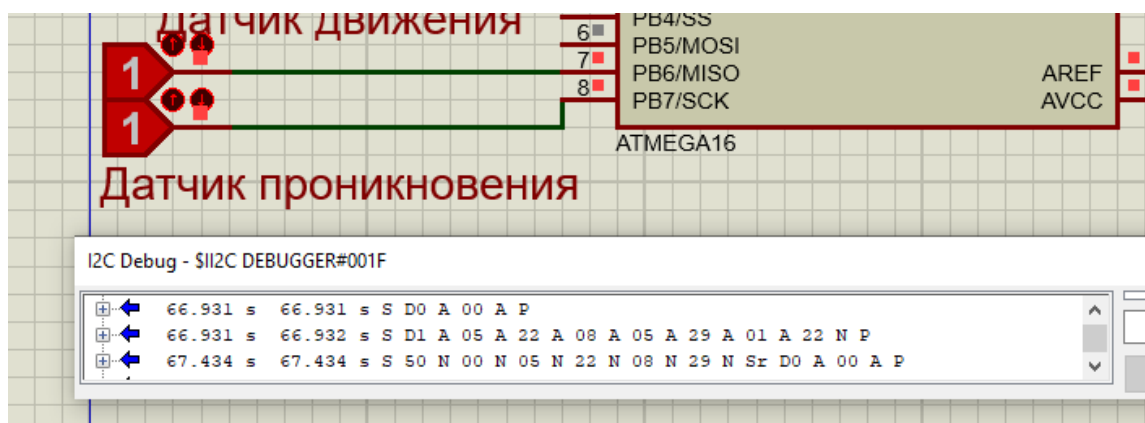 Датчик движения
PB4/SS
6
PB5/MOSI
7
1
PB6/MISO
AREF
8
PB7/SCK
AVCC
1
ATMEGA16
Датчик проникновения
I2C Debug - $II2C DEBUGGER#001F
66.931 s 66.931 s S D0 A 00 A P
66.931 s 66.932 s S D1 A 05 A 22 A 08 A 05 A 29 A 01 A 22 N P
67.434 s 67.434 s S 50 N 00 N 05 N 22 N 08 N 29 N Sr D0 A 00 A P